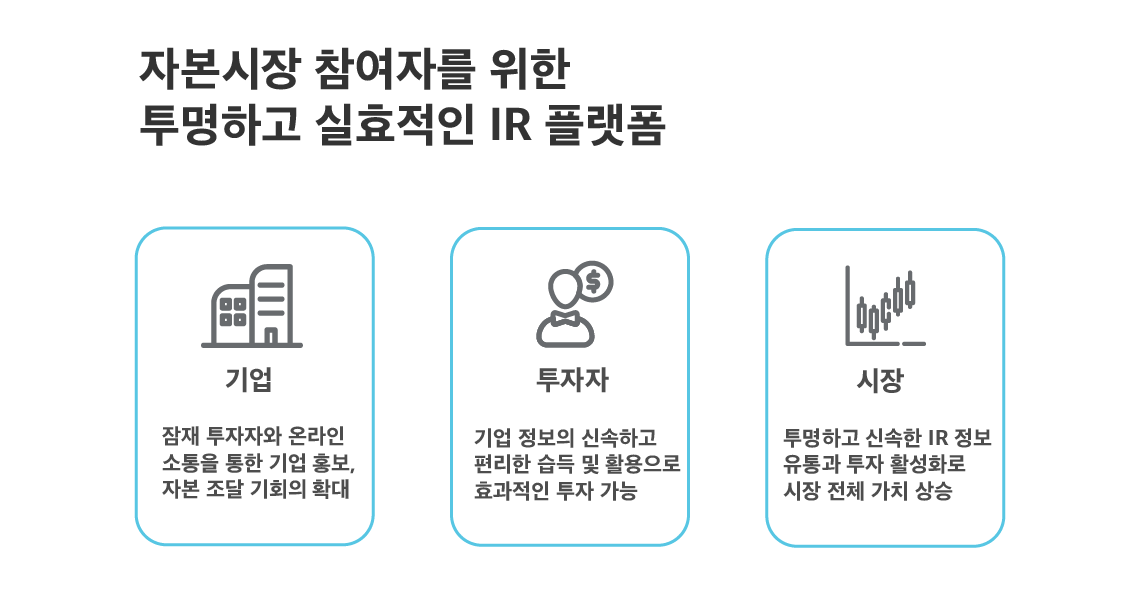 자본시장 참여자를 위한
투명하고 실효적인 IR 플랫폼
기업
잠재 투자자와 온라인
소통을 통한 기업 홍보,
자본 조달 기회의 확대
투자자
기업 정보의 신속하고
편리한 습득 및 활용으로
효과적인 투자 가능
시장
투명하고 신속한 IR 정보
유통과 투자 활성화로
시장 전체 가치 상승